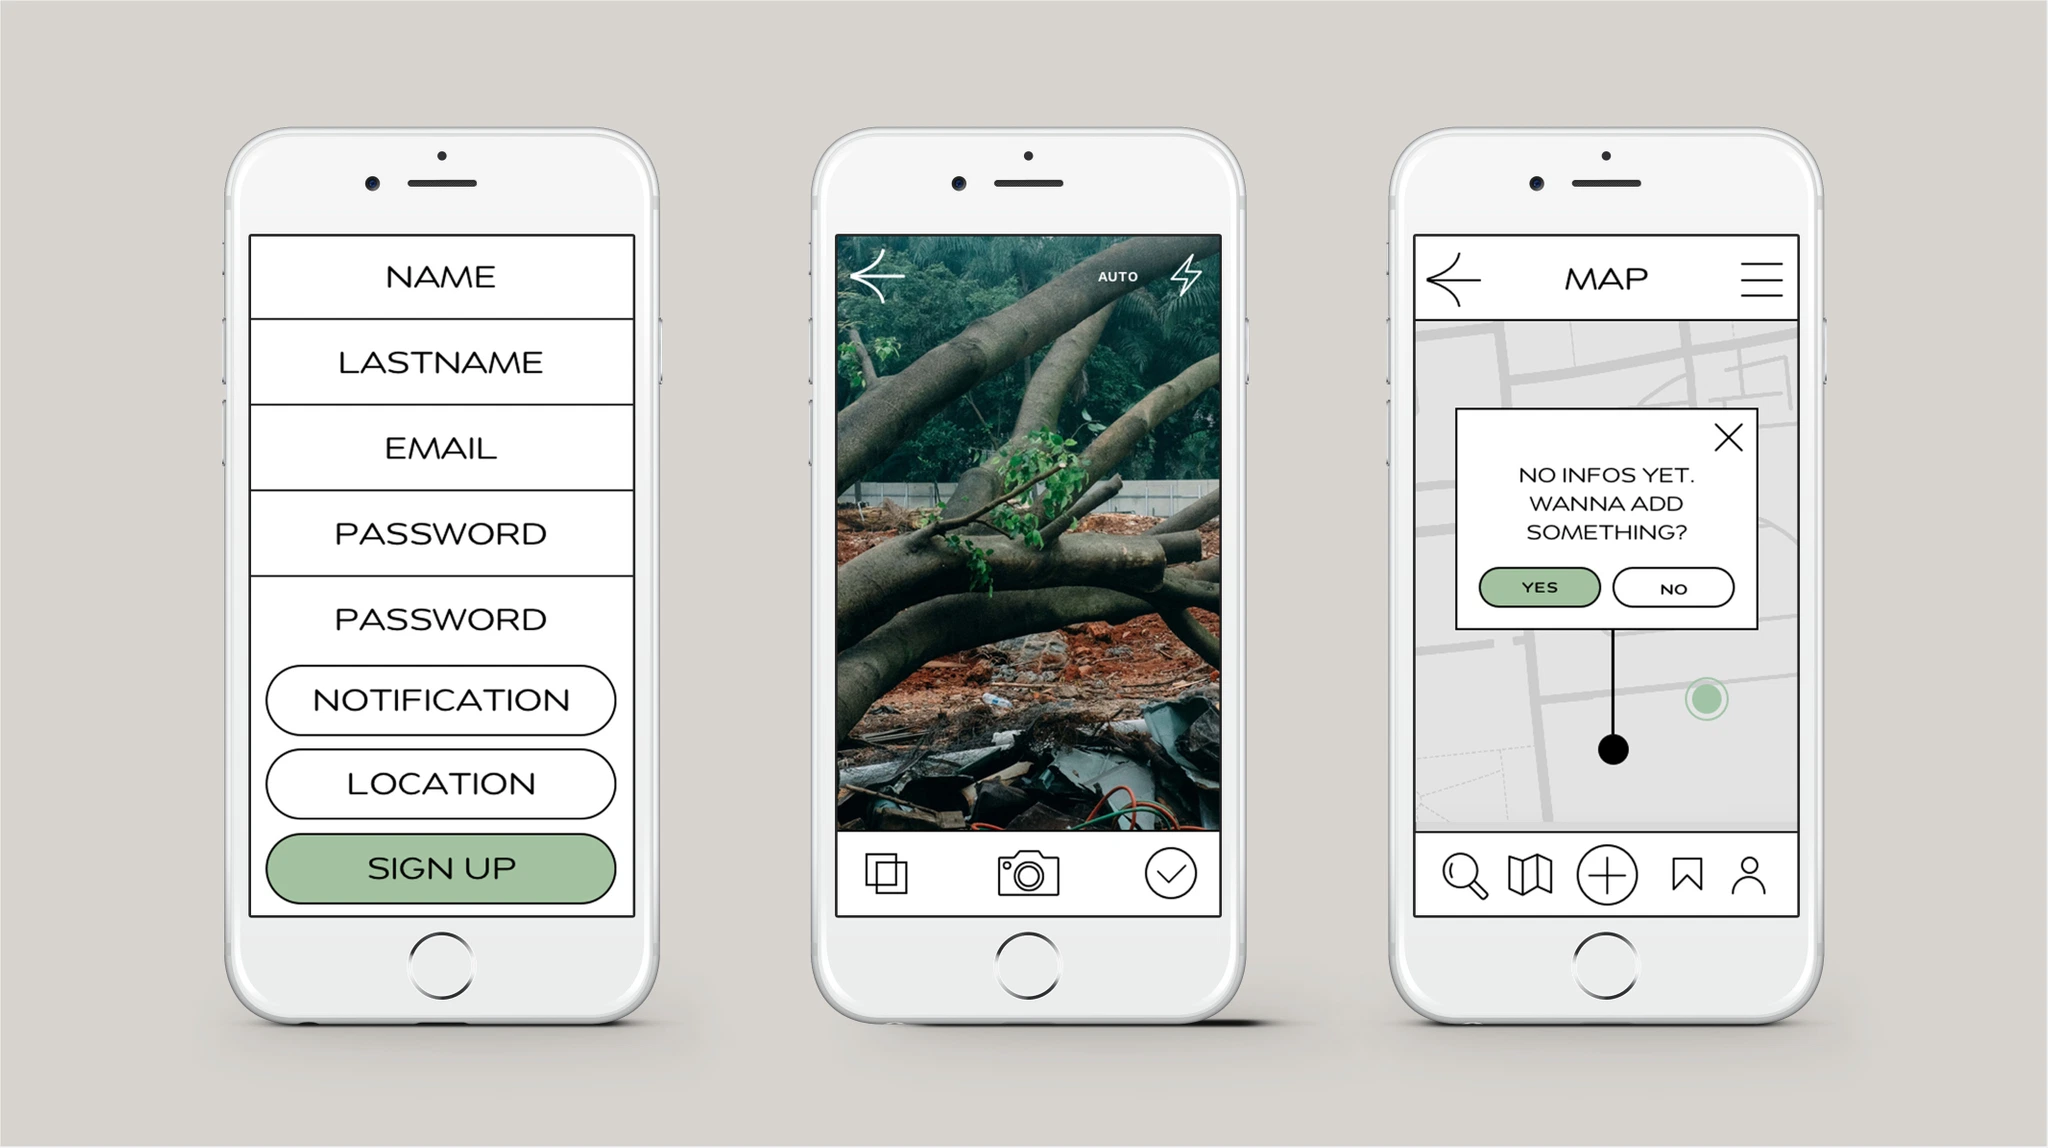 NAME
LASTNAME
EMAIL
PASSWORD
PASSWORD
NOTIFICATION
LOCATION
SIGN UP
AUTO
MAP
NO INFOS YET.
WANNA ADD
SOMETHING?
YES
NO